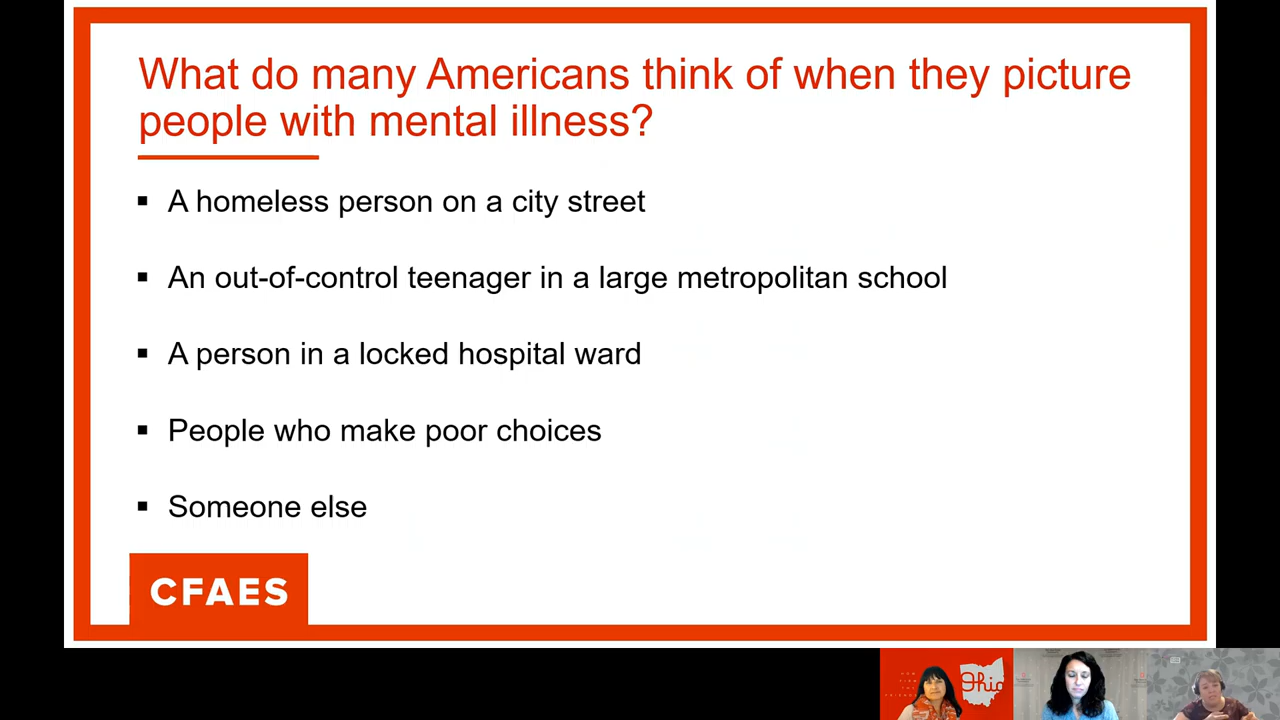 What do many Americans think of when they picture
people with mental illness?
▪ A homeless person on a city street
▪ An out-of-control teenager in a large metropolitan school
▪ A person in a locked hospital ward
▪ People who make poor choices
▪ Someone else
CFAES
Ohio